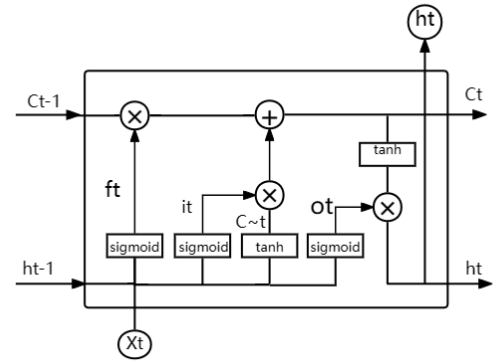 ht
Ct-1
Ct
tanh
ft
it
C~t
ot
sigmoid
sigmoid
tanh
sigmoid
ht-1
ht
Xt